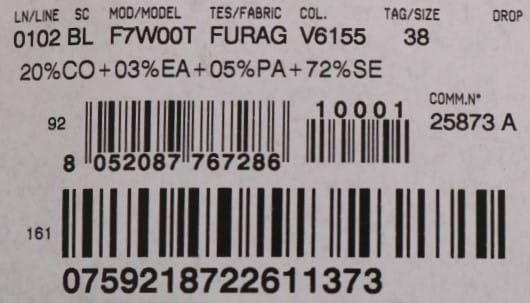 LN/LINE SC MOD/MODEL TES/FABRIC COL. TAG/SIZE DROP
0102 BL F7W00T FURAG V6155 38
20%CO+03%EA+05%PA+72%SE
10001 COMM.N°
92 25873 A
8 052087 767286
161
0759218722611373